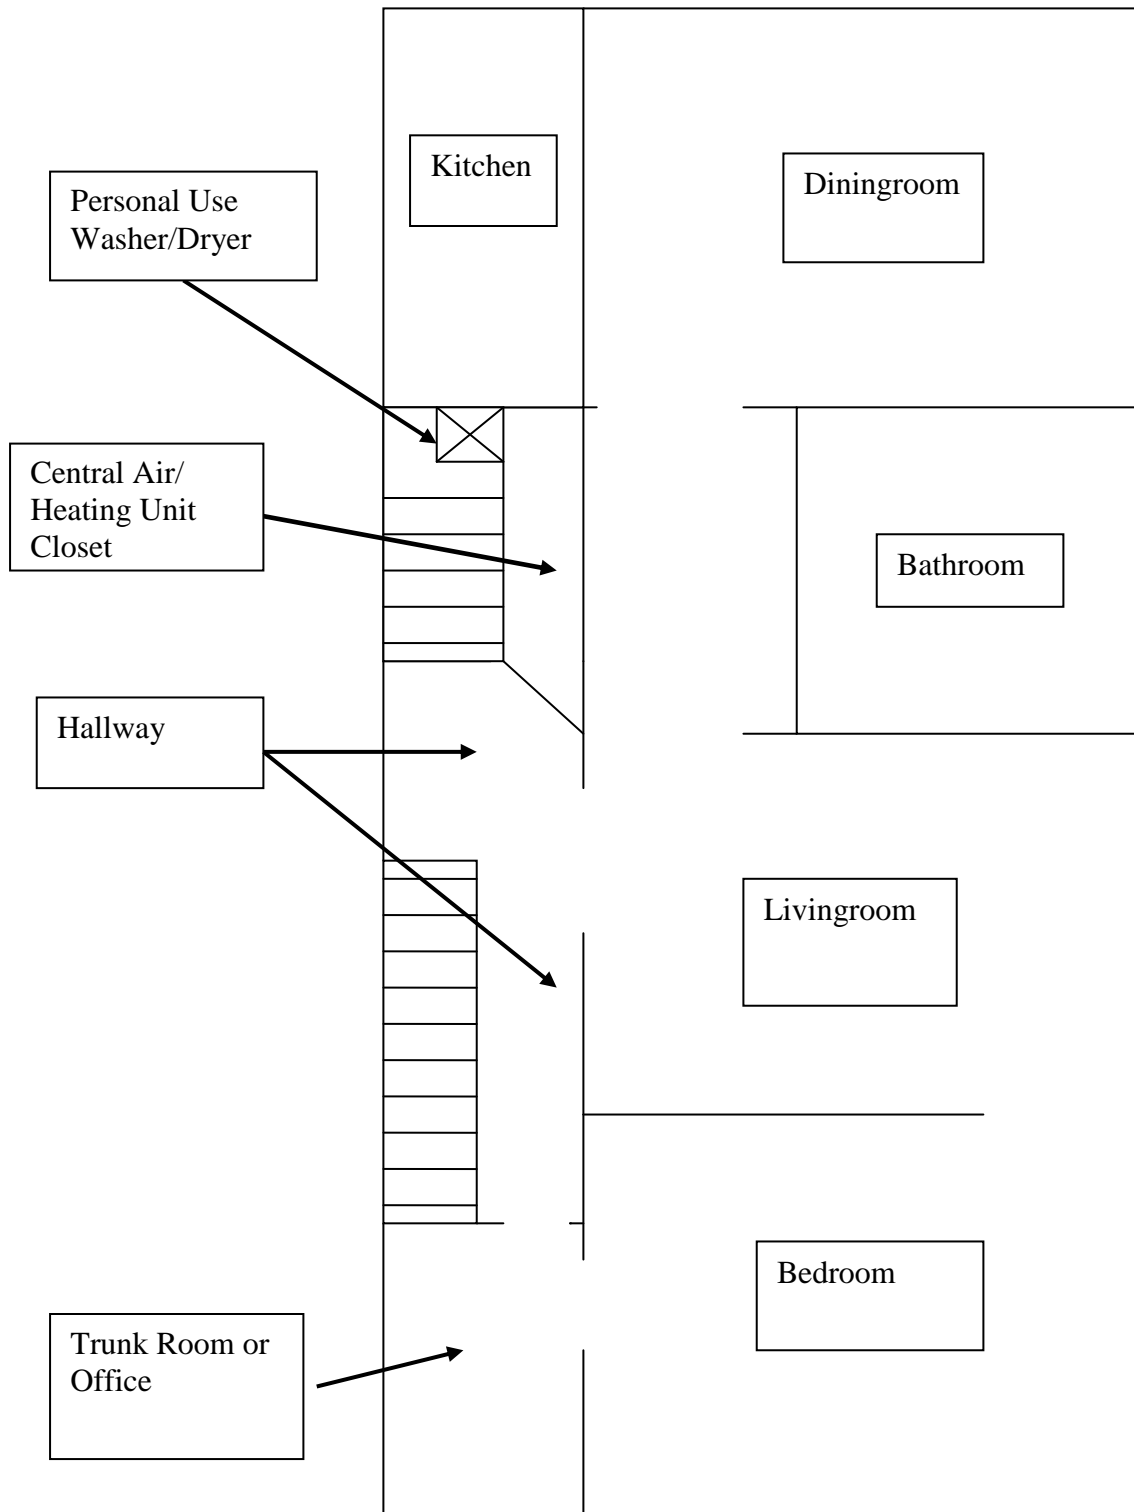 Kitchen
Diningroom
Personal Use
Washer/Dryer
Central Air/
Heating Unit
Closet
Bathroom
Hallway
Livingroom
Bedroom
Trunk Room or
Office